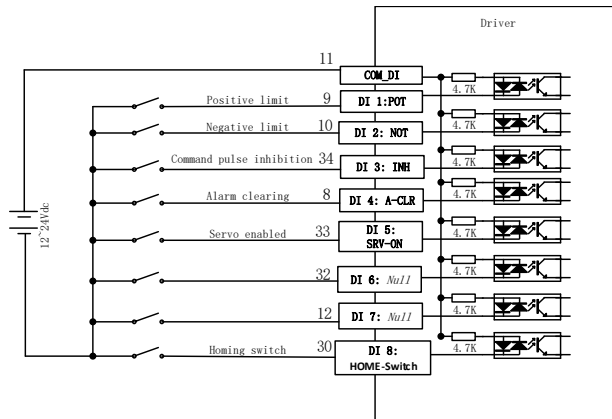 Driver
11
COM_DI
4.7K
Positive limit 9 DI 1:POT
4.7K
Negative limit 10 DI 2: NOT
4.7K
Command pulse inhibition 34 DI 3: INH
4.7K
Alarm clearing 8 DI 4: A-CLR
4.7K
12~24Vdc
Servo enabled 33 DI 5:
SRV-ON
4.7K
32 DI 6: Null
4.7K
12 DI 7: Null
4.7K
Homing switch 30 DI 8:
HOME-Switch